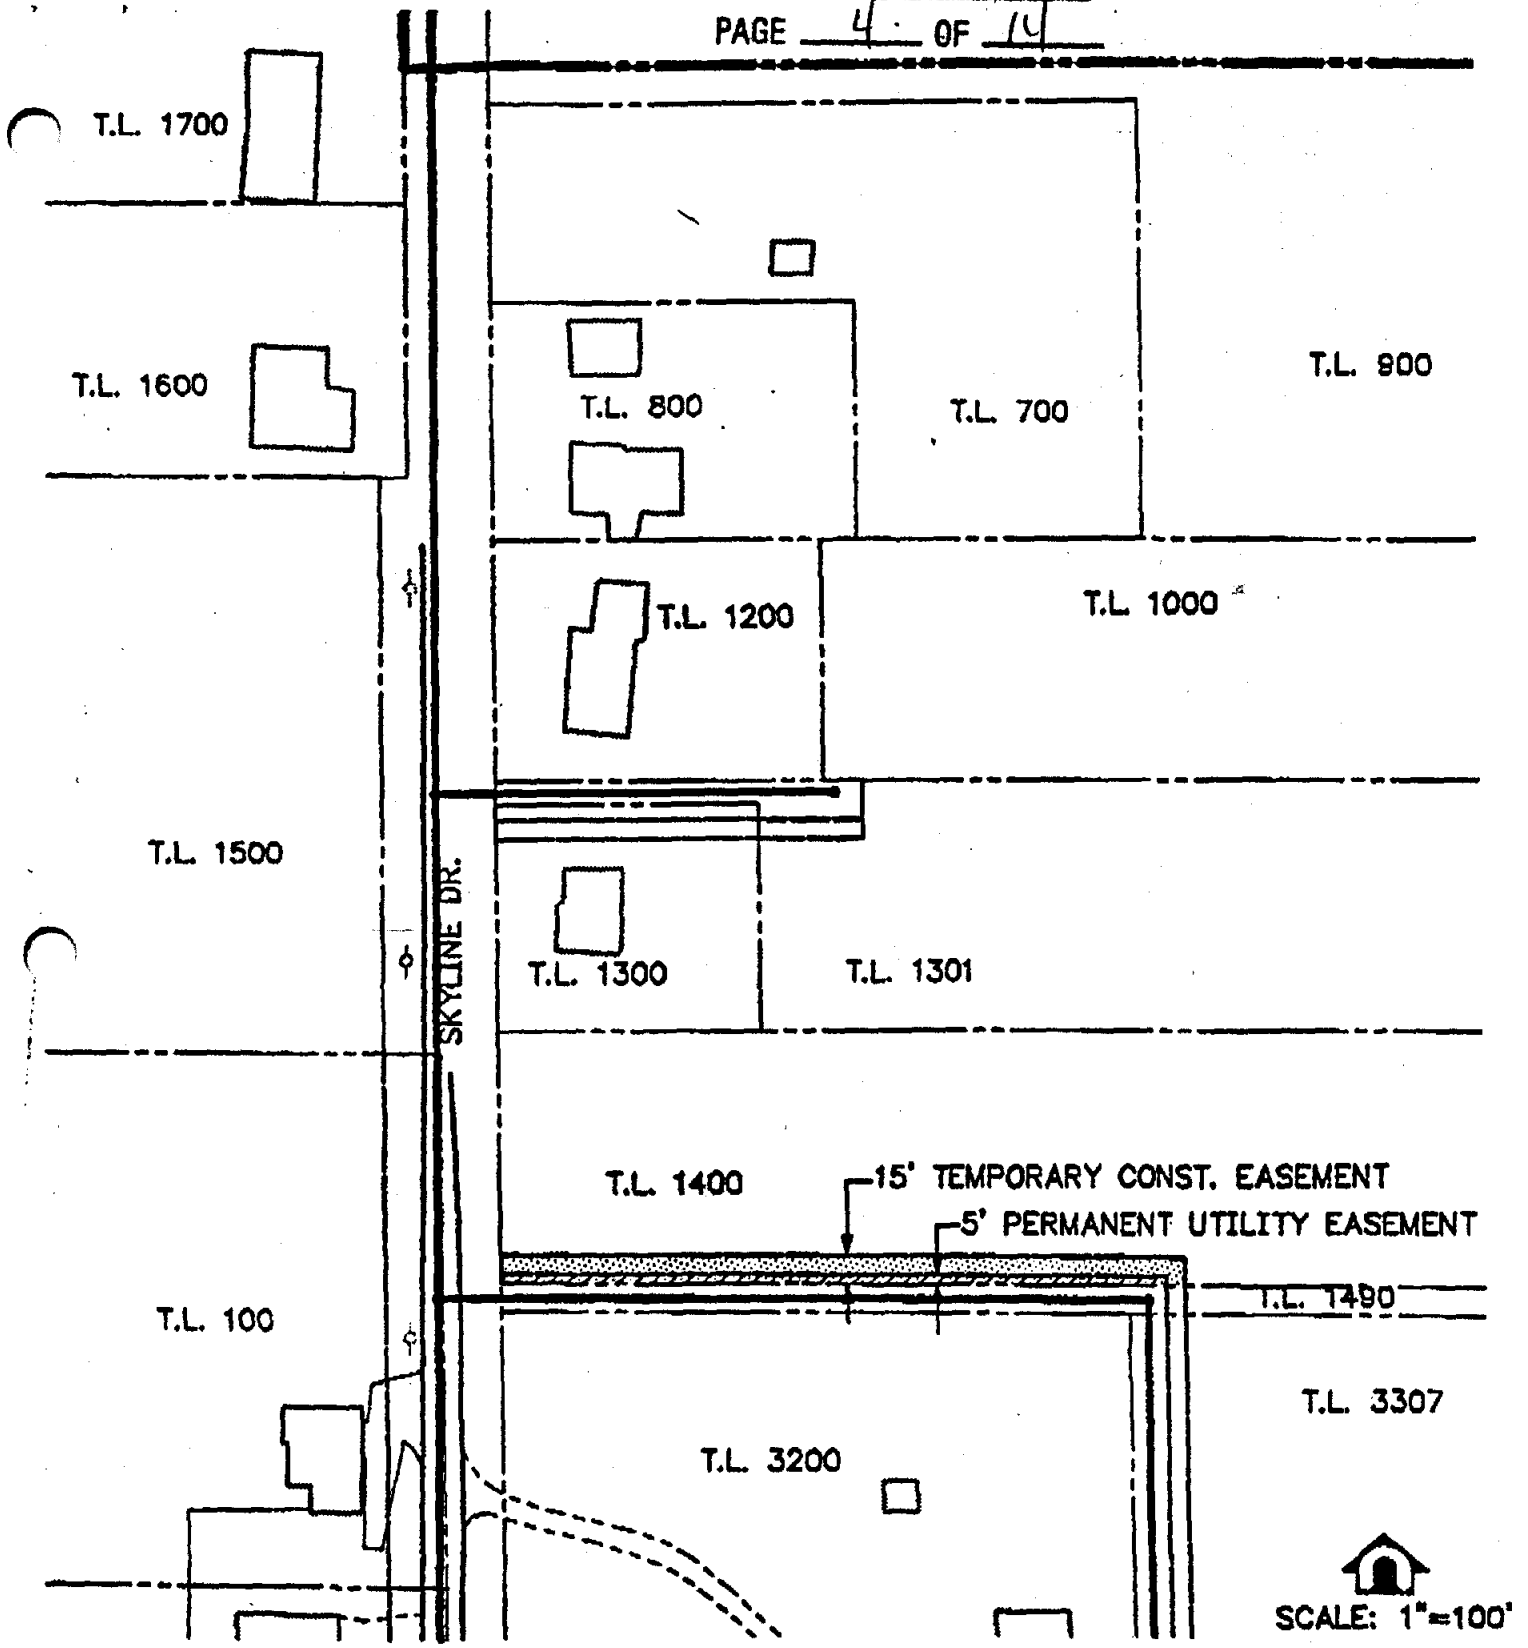 PAGE 4 OF 14
T.L. 1700
T.L. 1600
T.L. 800
T.L. 700
T.L. 900
T.L. 1200
T.L. 1000
T.L. 1500
SKYLINE DR.
T.L. 1300
T.L. 1301
T.L. 1400
15' TEMPORARY CONST. EASEMENT
5' PERMANENT UTILITY EASEMENT
T.L. 1490
T.L. 100
T.L. 3307
T.L. 3200
SCALE: 1"=100'